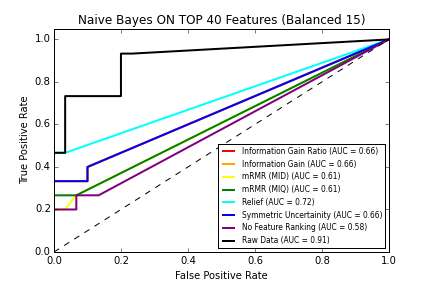 Naive Bayes ON TOP 40 Features (Balanced 15)
1.0
0.8
0.6
0.4
0.2
0.0
True Positive Rate
Information Gain Ratio (AUC = 0.66)
Information Gain (AUC = 0.66)
mRMR (MID) (AUC = 0.61)
mRMR (MIQ) (AUC = 0.61)
Relief (AUC = 0.72)
Symmetric Uncertainity (AUC = 0.66)
No Feature Ranking (AUC = 0.58)
Raw Data (AUC = 0.91)
0.0 0.2 0.4 0.6 0.8 1.0
False Positive Rate